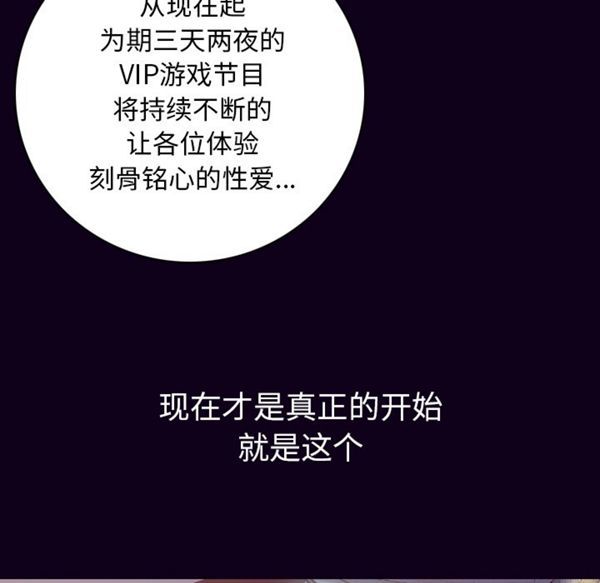 从现在起
为期三天两夜的
VIP游戏节目
将持续不断的
让各位体验
刻骨铭心的性爱...
现在才是真正的开始
就是这个